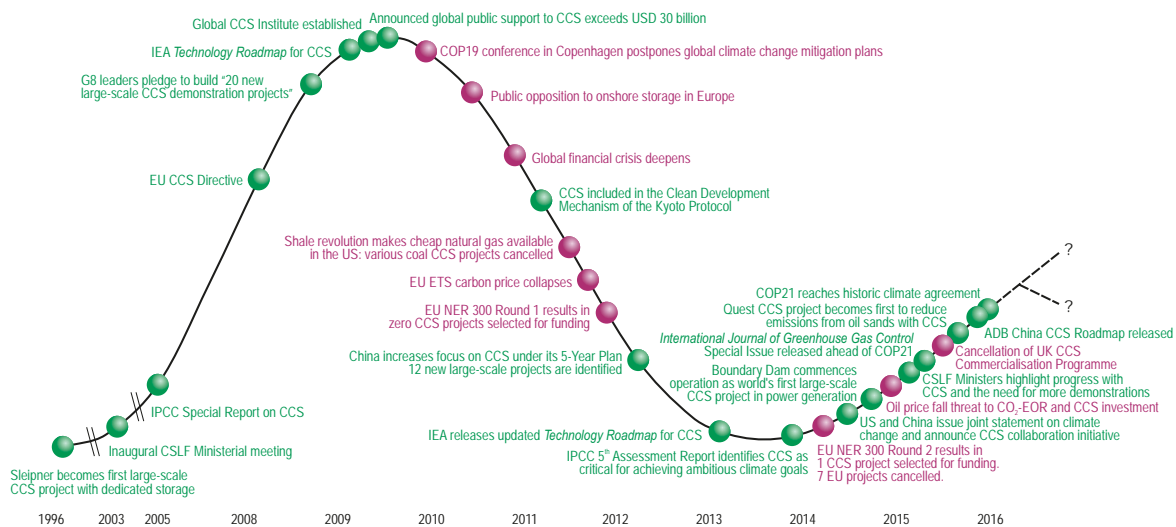 Announced global public support to CCS exceeds USD 30 billion
Global CCS Institute established
IEA Technology Roadmap for CCS
COP19 conference in Copenhagen postpones global climate change mitigation plans
G8 leaders pledge to build “20 new
large-scale CCS demonstration projects”
Public opposition to onshore storage in Europe
Global financial crisis deepens
EU CCS Directive
CCS included in the Clean Development
Mechanism of the Kyoto Protocol
Shale revolution makes cheap natural gas available
in the US: various coal CCS projects cancelled
EU ETS carbon price collapses
EU NER 300 Round 1 results in
zero CCS projects selected for funding
China increases focus on CCS under its 5-Year Plan
12 new large-scale projects are identified
?
?
COP21 reaches historic climate agreement
Quest CCS project becomes first to reduce
emissions from oil sands with CCS
ADB China CCS Roadmap released
International Journal of Greenhouse Gas Control
Special Issue released ahead of COP21
Cancellation of UK CCS
Commercialisation Programme
Boundary Dam commences
operation as world's first large-scale
CCS project in power generation
CSLF Ministers highlight progress with
CCS and the need for more demonstrations
Oil price fall threat to CO₂-EOR and CCS investment
US and China issue joint statement on climate
change and announce CCS collaboration initiative
IPCC Special Report on CCS
Inaugural CSLF Ministerial meeting
Sleipner becomes first large-scale
CCS project with dedicated storage
IEA releases updated Technology Roadmap for CCS
IPCC 5th Assessment Report identifies CCS as
critical for achieving ambitious climate goals
EU NER 300 Round 2 results in
1 CCS project selected for funding.
7 EU projects cancelled.
1996 2003 2005 2008 2009 2010 2011 2012 2013 2014 2015 2016